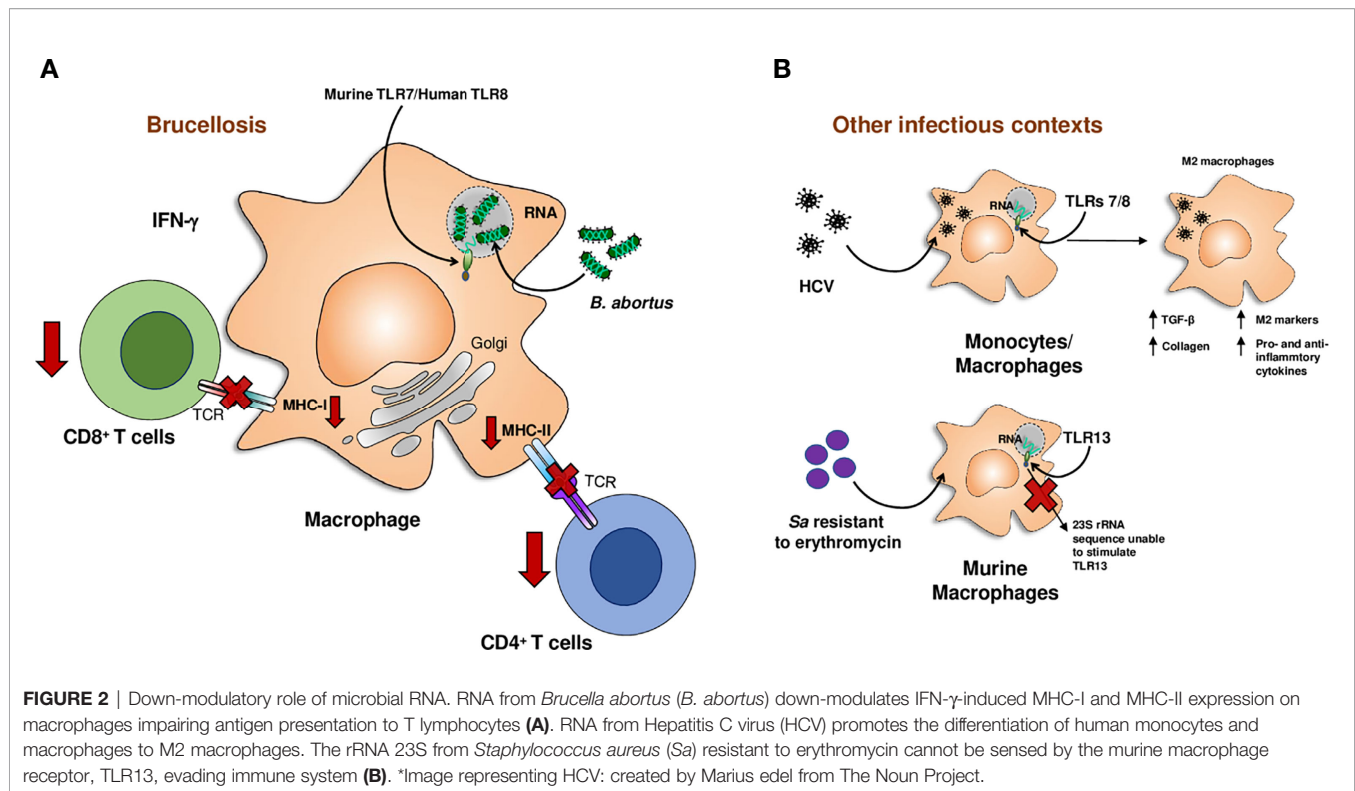 A
Brucellosis
Murine TLR7/Human TLR8
IFN-γ
RNA
B. abortus
Golgi
TCR
MHC-I
CD8⁺ T cells
MHC-II
TCR
Macrophage
CD4⁺ T cells
B
Other infectious contexts
HCV
RNA
TLRs 7/8
Monocytes/
Macrophages
M2 macrophages
TGF-β
Collagen
M2 markers
Pro- and anti-
inflammtory
cytokines
Sa resistant
to erythromycin
RNA
TLR13
23S rRNA
sequence unable
to stimulate
TLR13
Murine
Macrophages
FIGURE 2 | Down-modulatory role of microbial RNA. RNA from Brucella abortus (B. abortus) down-modulates IFN-γ-induced MHC-I and MHC-II expression on
macrophages impairing antigen presentation to T lymphocytes (A). RNA from Hepatitis C virus (HCV) promotes the differentiation of human monocytes and
macrophages to M2 macrophages. The rRNA 23S from Staphylococcus aureus (Sa) resistant to erythromycin cannot be sensed by the murine macrophage
receptor, TLR13, evading immune system (B). *Image representing HCV: created by Marius edel from The Noun Project.